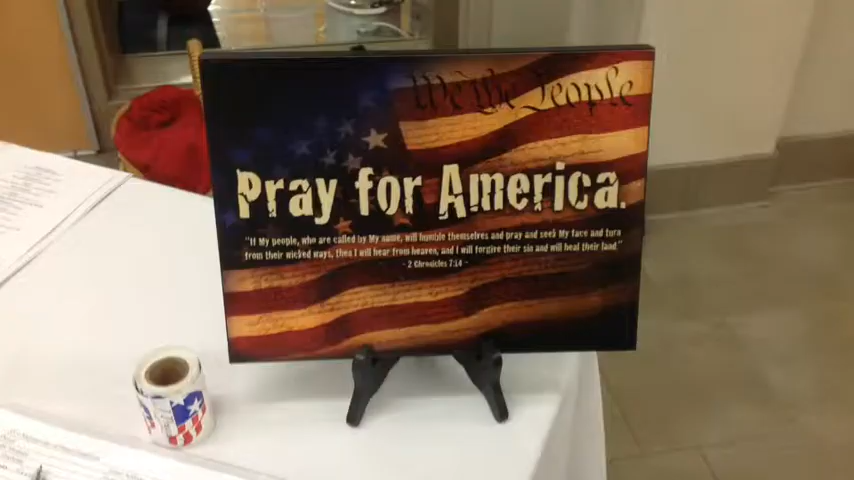 We The People
Pray for America.
"If My people, who are called by My name, will humble themselves and pray and seek My face and turn
from their wicked ways, then I will hear from heaven, and I will forgive their sin and will heal their land."
- 2 Chronicles 7:14 -